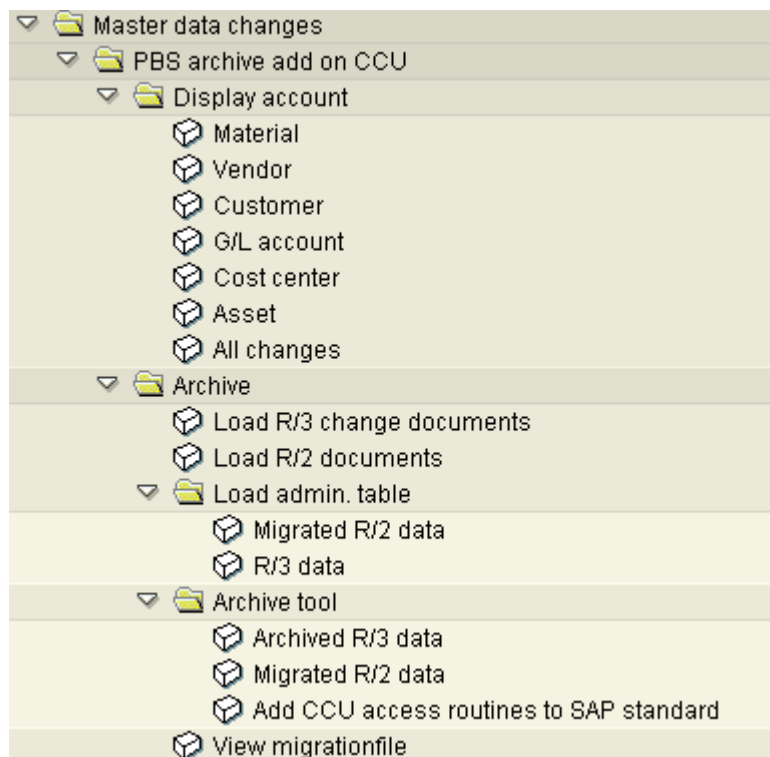 Master data changes
PBS archive add on CCU
Display account
Material
Vendor
Customer
G/L account
Cost center
Asset
All changes
Archive
Load R/3 change documents
Load R/2 documents
Load admin. table
Migrated R/2 data
R/3 data
Archive tool
Archived R/3 data
Migrated R/2 data
Add CCU access routines to SAP standard
View migrationfile